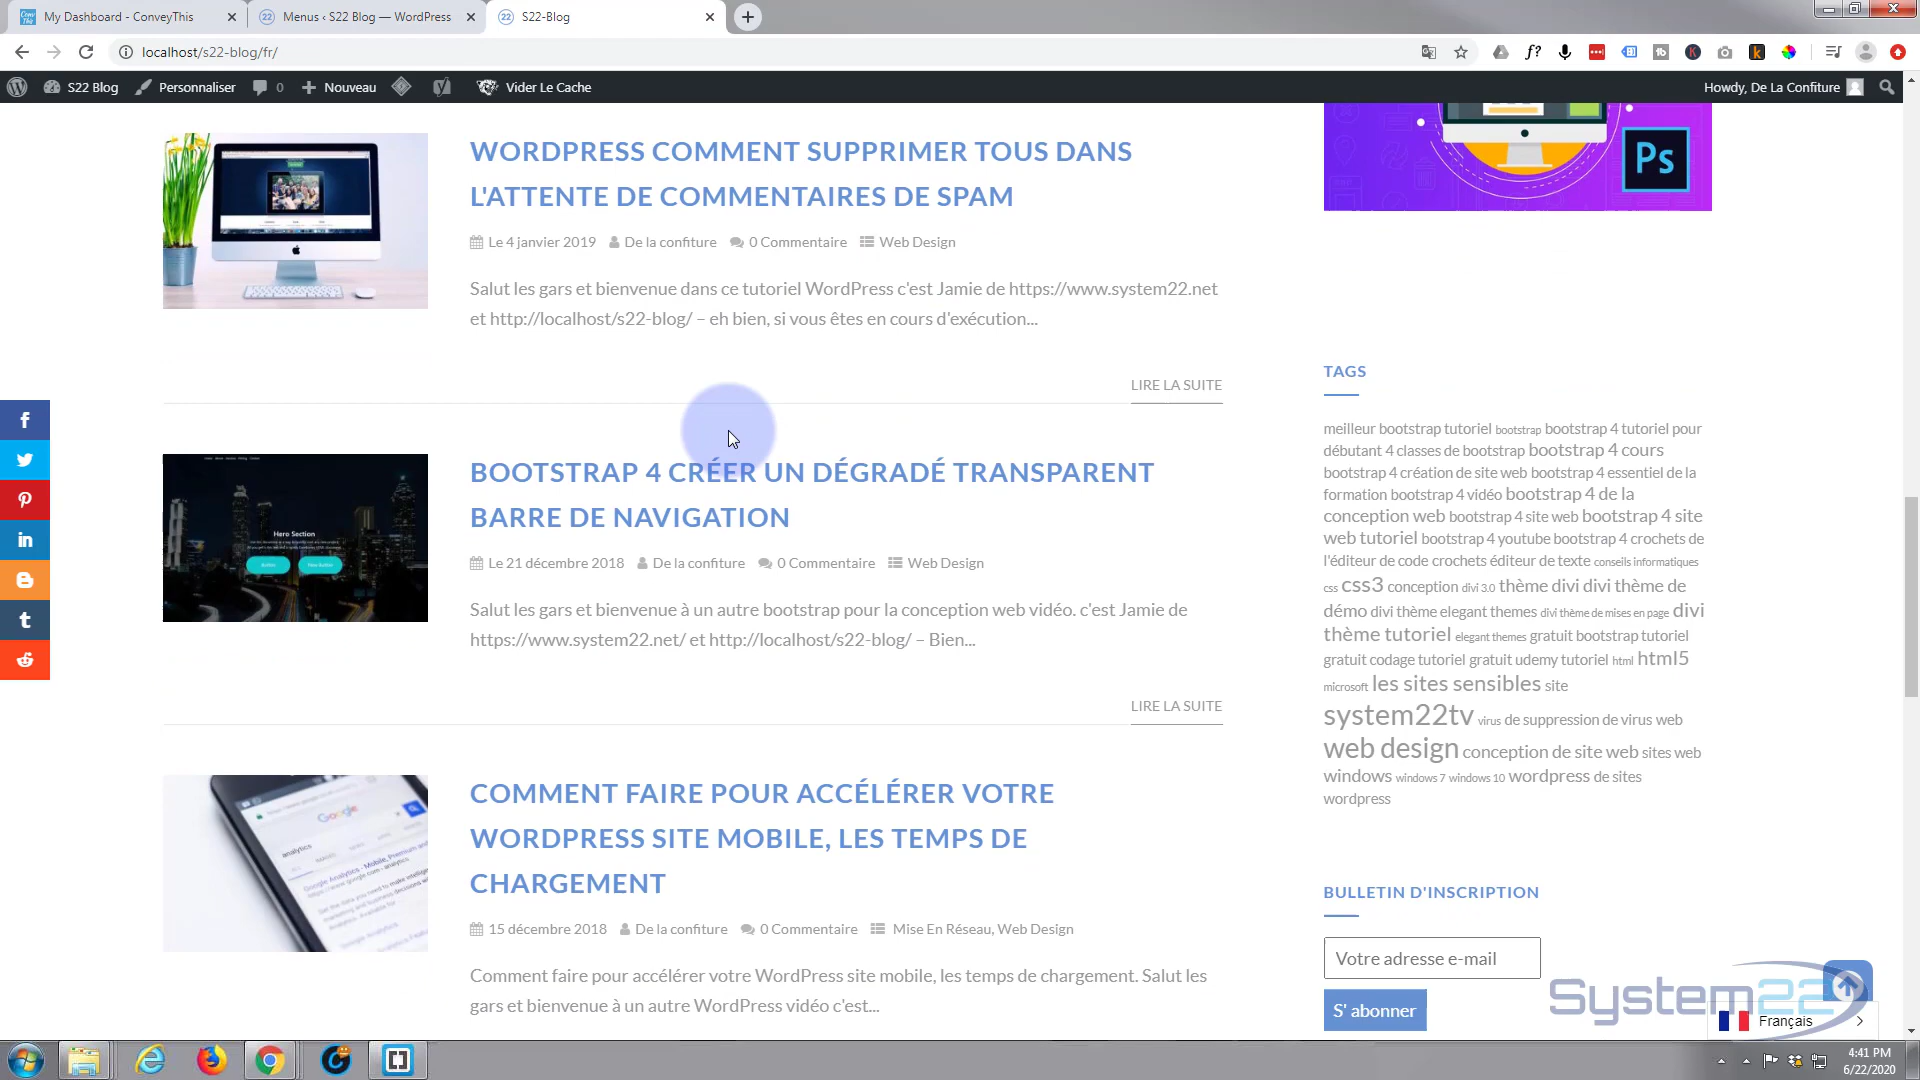 My Dashboard - ConveyThis
Menus ‹ S22 Blog — WordPress
S22-Blog
localhost/s22-blog/fr/
S22 Blog
Personnaliser
0
Nouveau
Vider Le Cache
Howdy, De La Confiture
WORDPRESS COMMENT SUPPRIMER TOUS DANS
L'ATTENTE DE COMMENTAIRES DE SPAM
Le 4 janvier 2019 De la confiture 0 Commentaire Web Design
Salut les gars et bienvenue dans ce tutoriel WordPress c'est Jamie de https://www.system22.net
et http://localhost/s22-blog/ – eh bien, si vous êtes en cours d'exécution...
LIRE LA SUITE
Hero Section
BOOTSTRAP 4 CRÉER UN DÉGRADÉ TRANSPARENT
BARRE DE NAVIGATION
Le 21 décembre 2018 De la confiture 0 Commentaire Web Design
Salut les gars et bienvenue à un autre bootstrap pour la conception web vidéo. c'est Jamie de
https://www.system22.net/ et http://localhost/s22-blog/ – Bien...
LIRE LA SUITE
Google
analytics
COMMENT FAIRE POUR ACCÉLÉRER VOTRE
WORDPRESS SITE MOBILE, LES TEMPS DE
CHARGEMENT
15 décembre 2018 De la confiture 0 Commentaire Mise En Réseau, Web Design
Comment faire pour accélérer votre WordPress site mobile, les temps de chargement. Salut les
gars et bienvenue à un autre WordPress vidéo c'est...
Ps
TAGS
meilleur bootstrap tutoriel bootstrap bootstrap 4 tutoriel pour
débutant 4 classes de bootstrap bootstrap 4 cours
bootstrap 4 création de site web bootstrap 4 essentiel de la
formation bootstrap 4 vidéo bootstrap 4 de la
conception web bootstrap 4 site web bootstrap 4 site
web tutoriel bootstrap 4 youtube bootstrap 4 crochets de
l'éditeur de code crochets éditeur de texte conseils informatiques
css css3 conception divi 3.0 thème divi divi thème de
démo divi thème elegant themes divi thème de mises en page divi
thème tutoriel elegant themes gratuit bootstrap tutoriel
gratuit codage tutoriel gratuit udemy tutoriel html html5
microsoft les sites sensibles site
system22tv virus de suppression de virus web
web design conception de site web sites web
windows windows 7 windows 10 wordpress de sites
wordpress
BULLETIN D'INSCRIPTION
Votre adresse e-mail
S' abonner
System22
Français
4:41 PM
6/22/2020